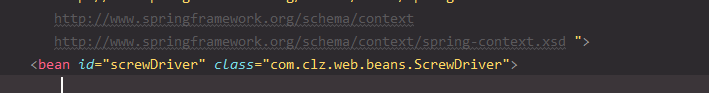 http://www.springframework.org/schema/context
http://www.springframework.org/schema/context/spring-context.xsd ">
<bean id="screwDriver" class="com.clz.web.beans.ScrewDriver">